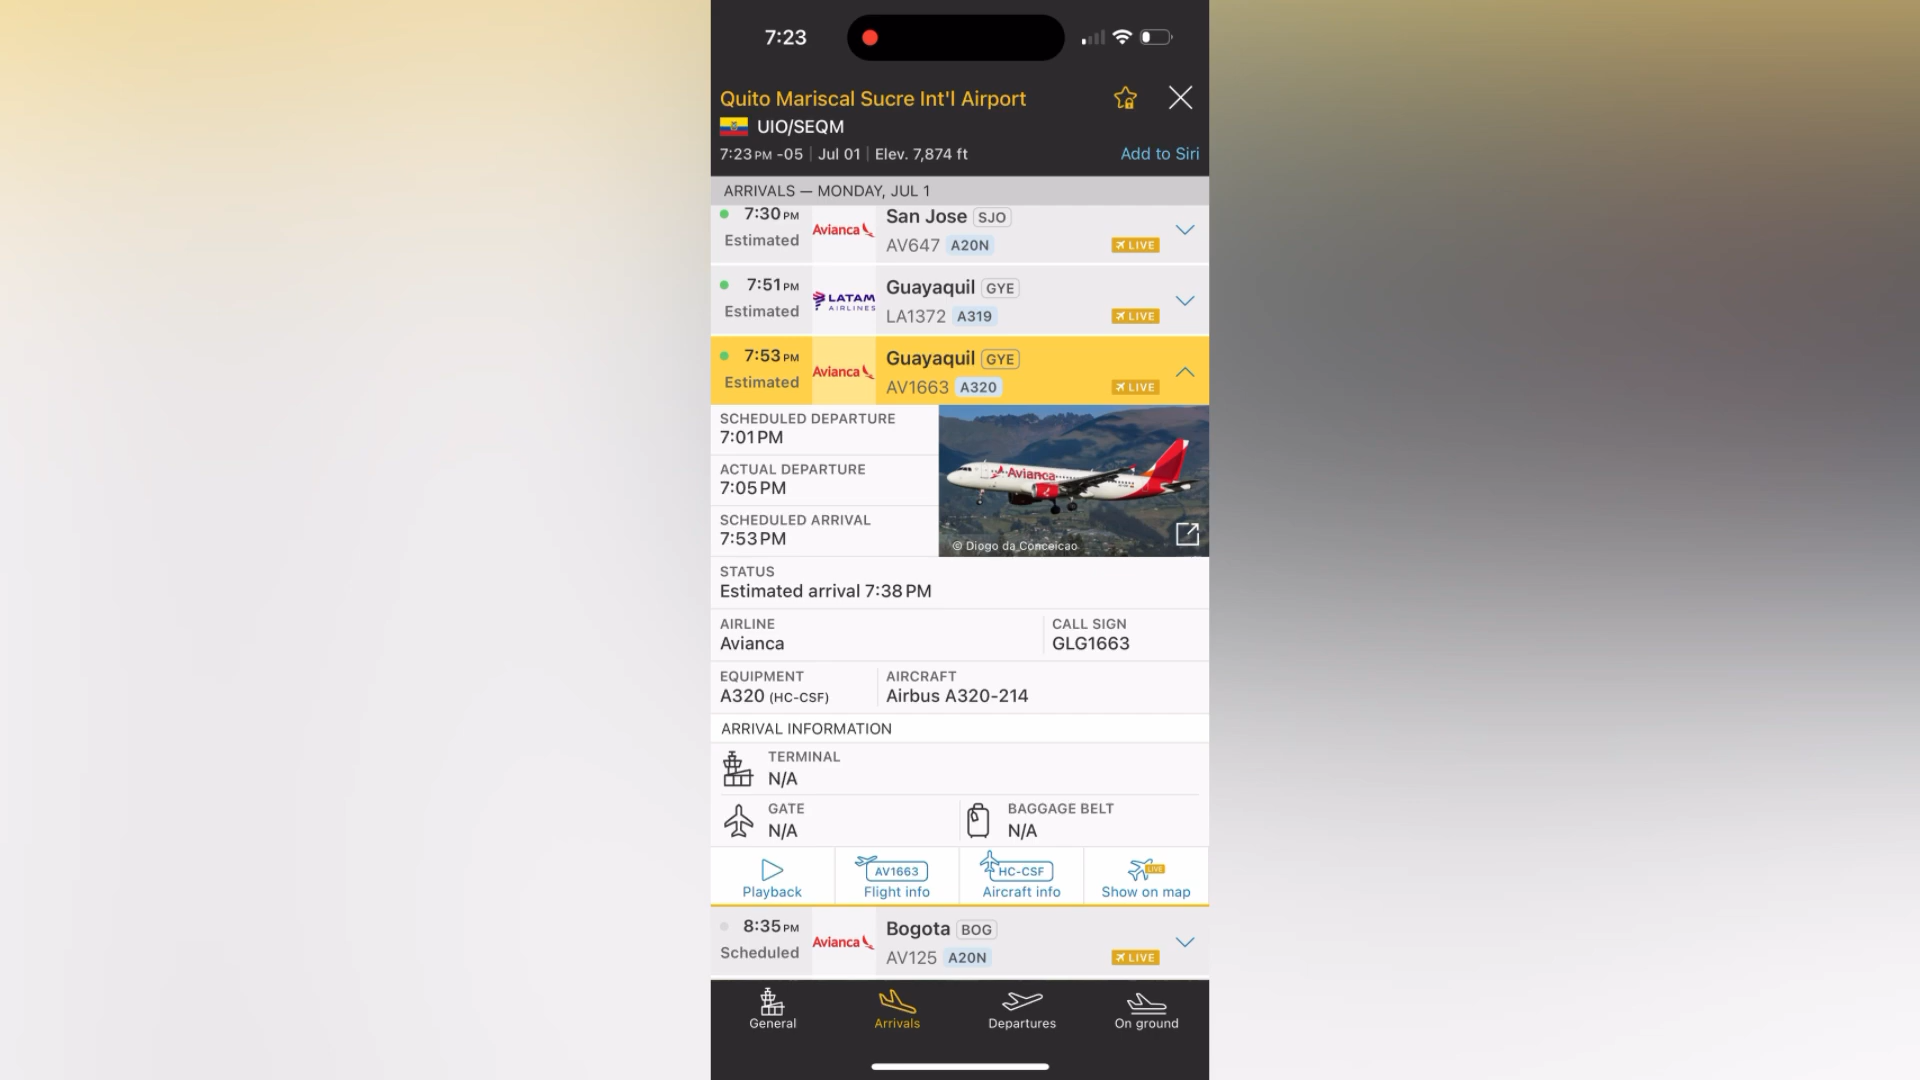 7:23
Quito Mariscal Sucre Int'l Airport
UIO/SEQM
7:23 PM -05 | Jul 01 | Elev. 7,874 ft
Add to Siri
ARRIVALS — MONDAY, JUL 1
7:30 PM
Estimated
Avianca
San Jose SJO
AV647 A20N
LIVE
7:51 PM
Estimated
LATAM
AIRLINES
Guayaquil GYE
LA1372 A319
LIVE
7:53 PM
Estimated
Avianca
Guayaquil GYE
AV1663 A320
LIVE
SCHEDULED DEPARTURE
7:01 PM
ACTUAL DEPARTURE
7:05 PM
SCHEDULED ARRIVAL
7:53 PM
Avianca
© Diogo da Conceicao
STATUS
Estimated arrival 7:38 PM
AIRLINE
Avianca
CALL SIGN
GLG1663
EQUIPMENT
A320 (HC-CSF)
AIRCRAFT
Airbus A320-214
ARRIVAL INFORMATION
TERMINAL
N/A
GATE
N/A
BAGGAGE BELT
N/A
Playback
AV1663
Flight info
HC-CSF
Aircraft info
LIVE
Show on map
8:35 PM
Scheduled
Avianca
Bogota BOG
AV125 A20N
LIVE
General
Arrivals
Departures
On ground